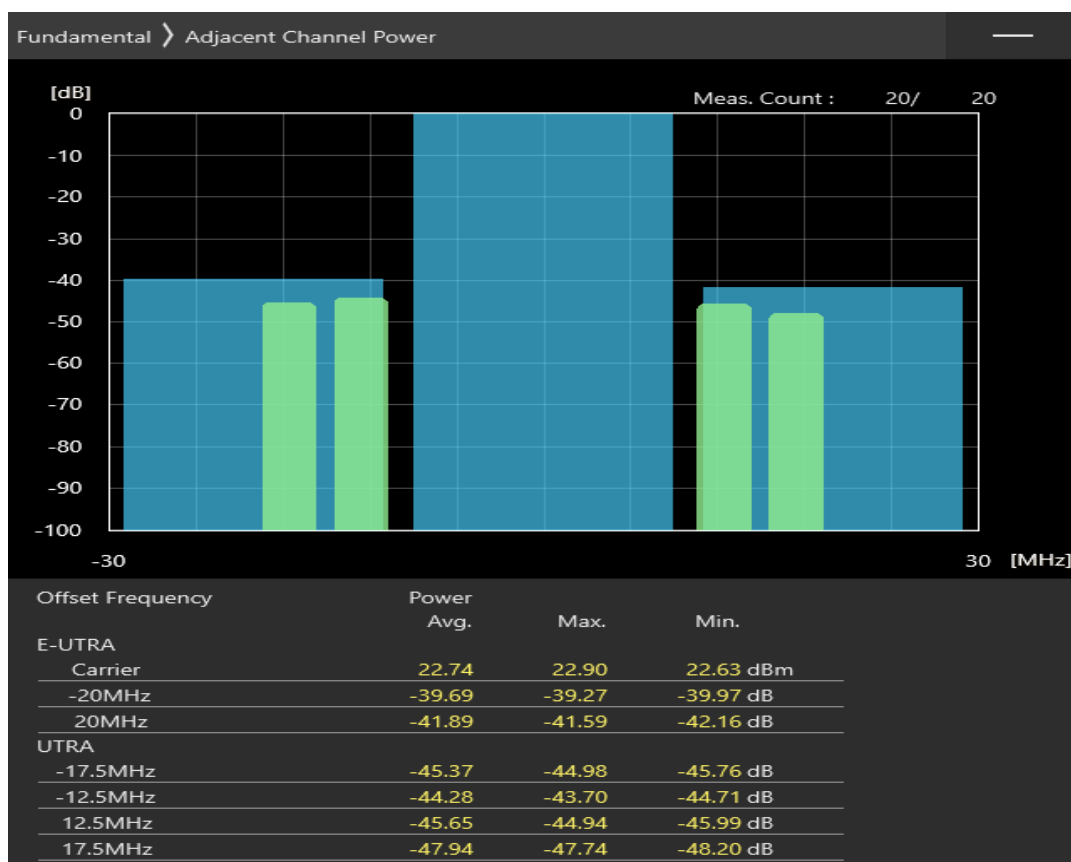 Fundamental 〉 Adjacent Channel Power
[dB]
Meas. Count : 20/ 20
0
-10
-20
-30
-40
-50
-60
-70
-80
-90
-100
-30 30 [MHz]
Offset Frequency Power
Avg. Max. Min.
E-UTRA
Carrier 22.74 22.90 22.63 dBm
-20MHz -39.69 -39.27 -39.97 dB
20MHz -41.89 -41.59 -42.16 dB
UTRA
-17.5MHz -45.37 -44.98 -45.76 dB
-12.5MHz -44.28 -43.70 -44.71 dB
12.5MHz -45.65 -44.94 -45.99 dB
17.5MHz -47.94 -47.74 -48.20 dB